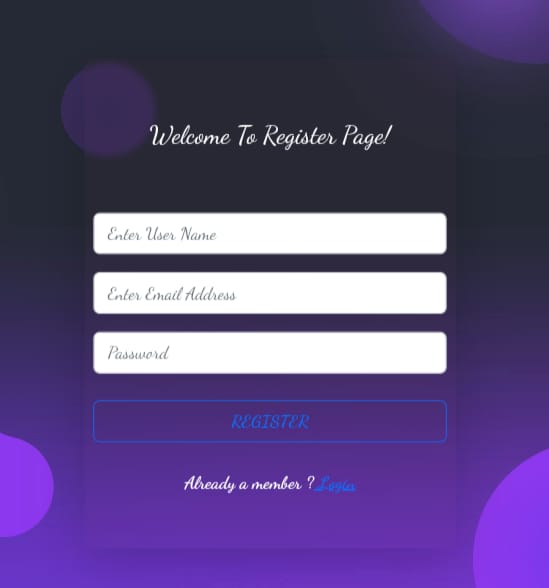 Welcome To Register Page!
Enter User Name
Enter Email Address
Password
REGISTER
Already a member ? Login